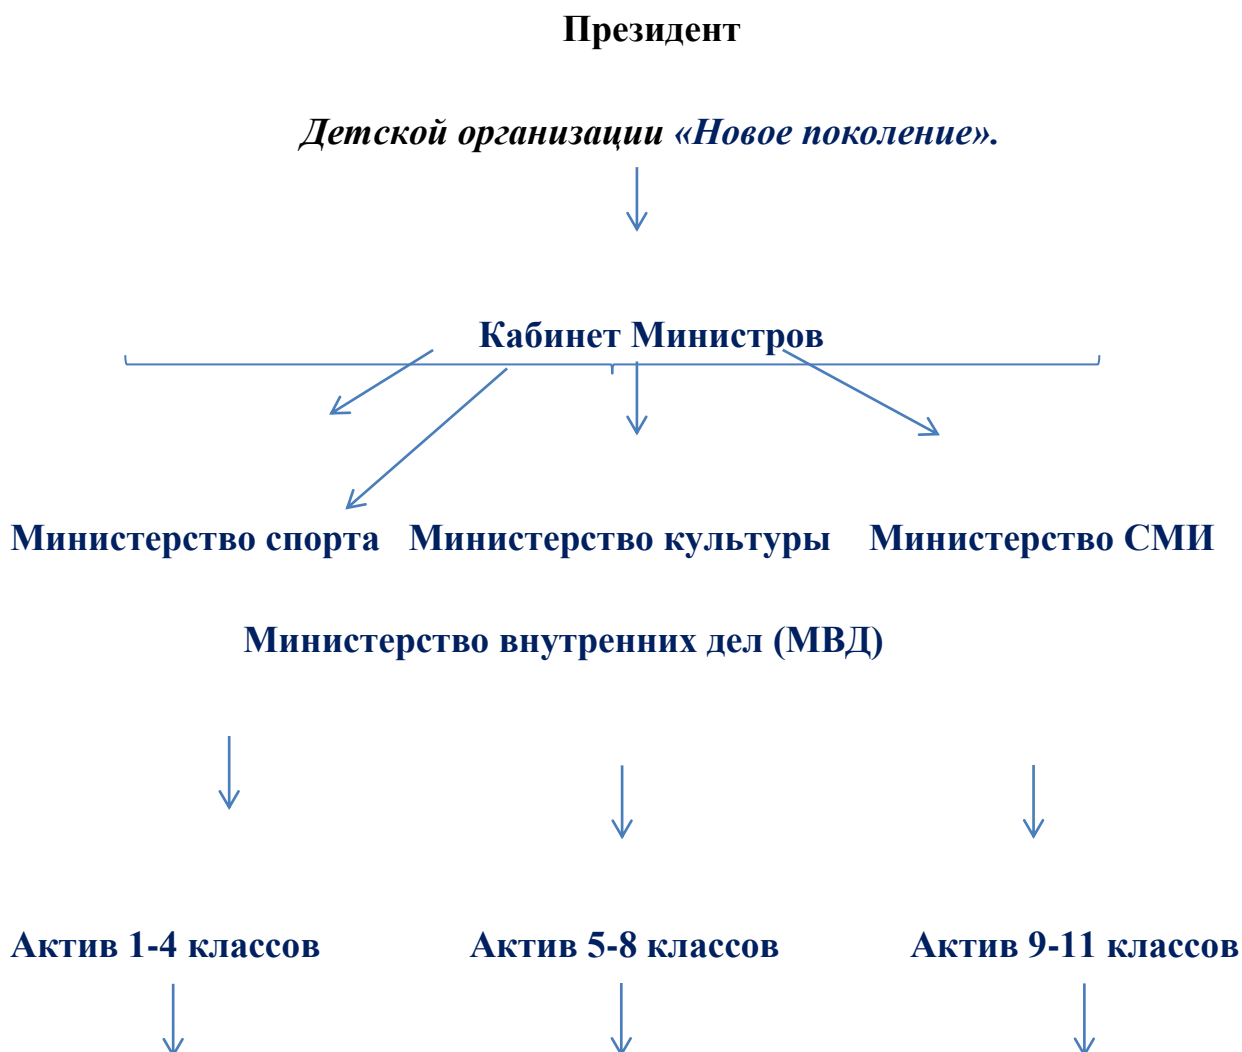 Президент
Детской организации «Новое поколение».
Кабинет Министров
Министерство спорта Министерство культуры Министерство СМИ
Министерство внутренних дел (МВД)
Актив 1-4 классов Актив 5-8 классов Актив 9-11 классов